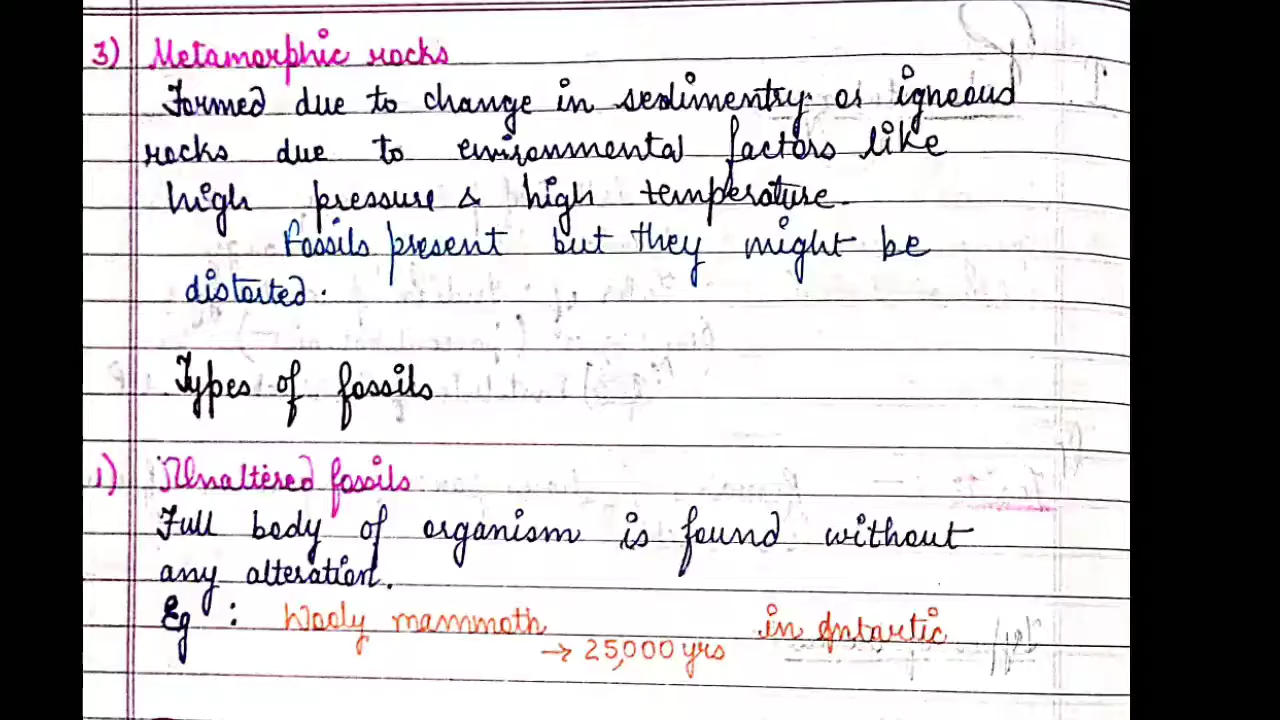 3) Metamorphic rocks
Formed due to change in sedimentry or igneous
rocks due to environmental factors like
high pressure & high temperature.
Fossils present but they might be
distorted.
Types of fossils
1) Unaltered fossils
Full body of organism is found without
any alteration.
Eg : Wooly mammoth in Antartic
→ 25,000 yrs